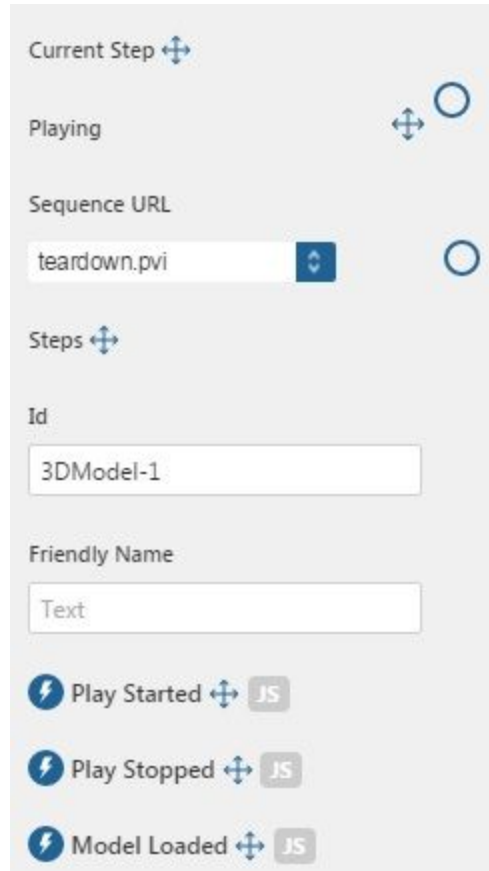 Current Step
Playing
Sequence URL
teardown.pvi
Steps
Id
3DModel-1
Friendly Name
Text
Play Started JS
Play Stopped JS
Model Loaded JS